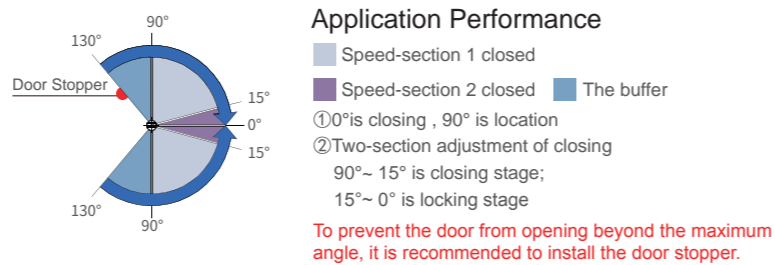 90°
130°
Door Stopper
15°
0°
15°
130°
90°
Application Performance
Speed-section 1 closed
Speed-section 2 closed The buffer
①0°is closing , 90° is location
②Two-section adjustment of closing
90°~ 15° is closing stage;
15°~ 0° is locking stage
To prevent the door from opening beyond the maximum
angle, it is recommended to install the door stopper.